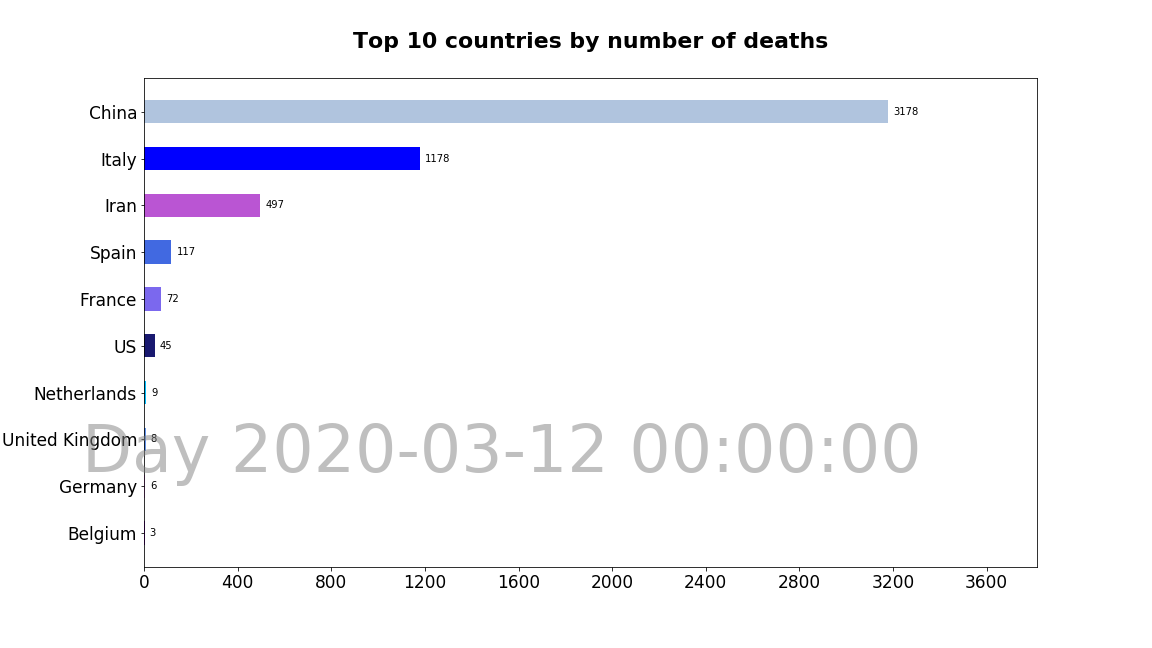 Top 10 countries by number of deaths
China 3178
Italy 1178
Iran 497
Spain 117
France 72
US 45
Netherlands 9
United Kingdom 8
Day 2020-03-12 00:00:00
Germany 6
Belgium 3
0 400 800 1200 1600 2000 2400 2800 3200 3600